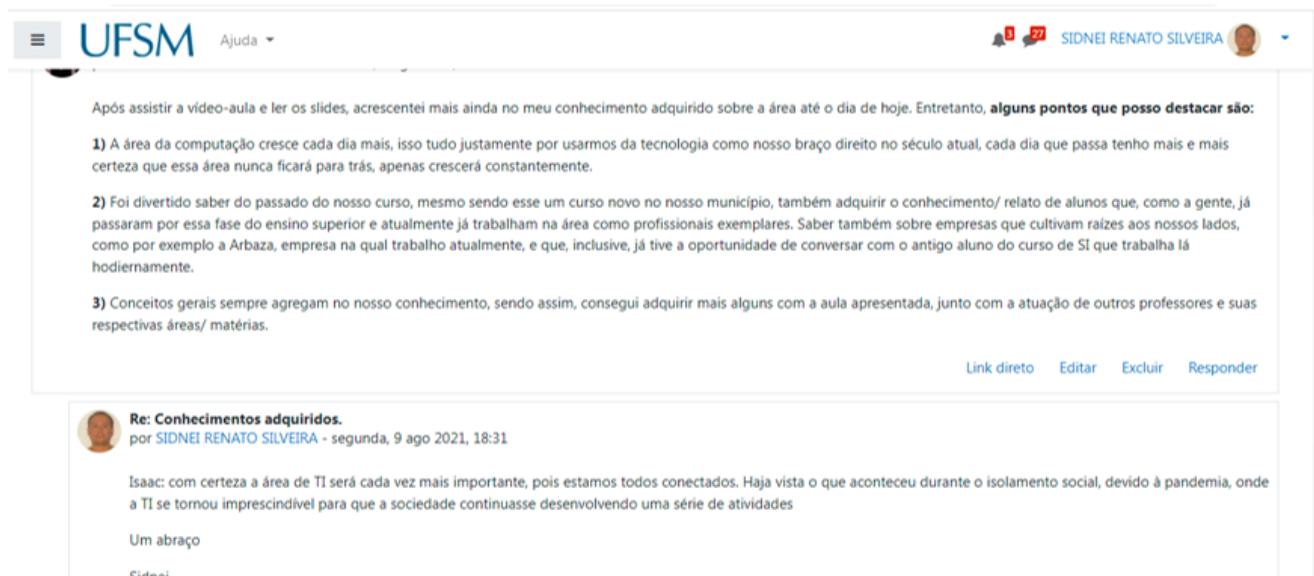 UFSM Ajuda 3 27 SIDNEI RENATO SILVEIRA
Após assistir a vídeo-aula e ler os slides, acrescentei mais ainda no meu conhecimento adquirido sobre a área até o dia de hoje. Entretanto, alguns pontos que posso destacar são:
1) A área da computação cresce cada dia mais, isso tudo justamente por usarmos da tecnologia como nosso braço direito no século atual, cada dia que passa tenho mais e mais
certeza que essa área nunca ficará para trás, apenas crescerá constantemente.
2) Foi divertido saber do passado do nosso curso, mesmo sendo esse um curso novo no nosso município, também adquirir o conhecimento/ relato de alunos que, como a gente, já
passaram por essa fase do ensino superior e atualmente já trabalham na área como profissionais exemplares. Saber também sobre empresas que cultivam raízes aos nossos lados,
como por exemplo a Arbaza, empresa na qual trabalho atualmente, e que, inclusive, já tive a oportunidade de conversar com o antigo aluno do curso de SI que trabalha lá
hodiernamente.
3) Conceitos gerais sempre agregam no nosso conhecimento, sendo assim, consegui adquirir mais alguns com a aula apresentada, junto com a atuação de outros professores e suas
respectivas áreas/ matérias.
Link direto Editar Excluir Responder
Re: Conhecimentos adquiridos.
por SIDNEI RENATO SILVEIRA - segunda, 9 ago 2021, 18:31
Isaac: com certeza a área de TI será cada vez mais importante, pois estamos todos conectados. Haja vista o que aconteceu durante o isolamento social, devido à pandemia, onde
a TI se tornou imprescindível para que a sociedade continuasse desenvolvendo uma série de atividades
Um abraço
Sidnei